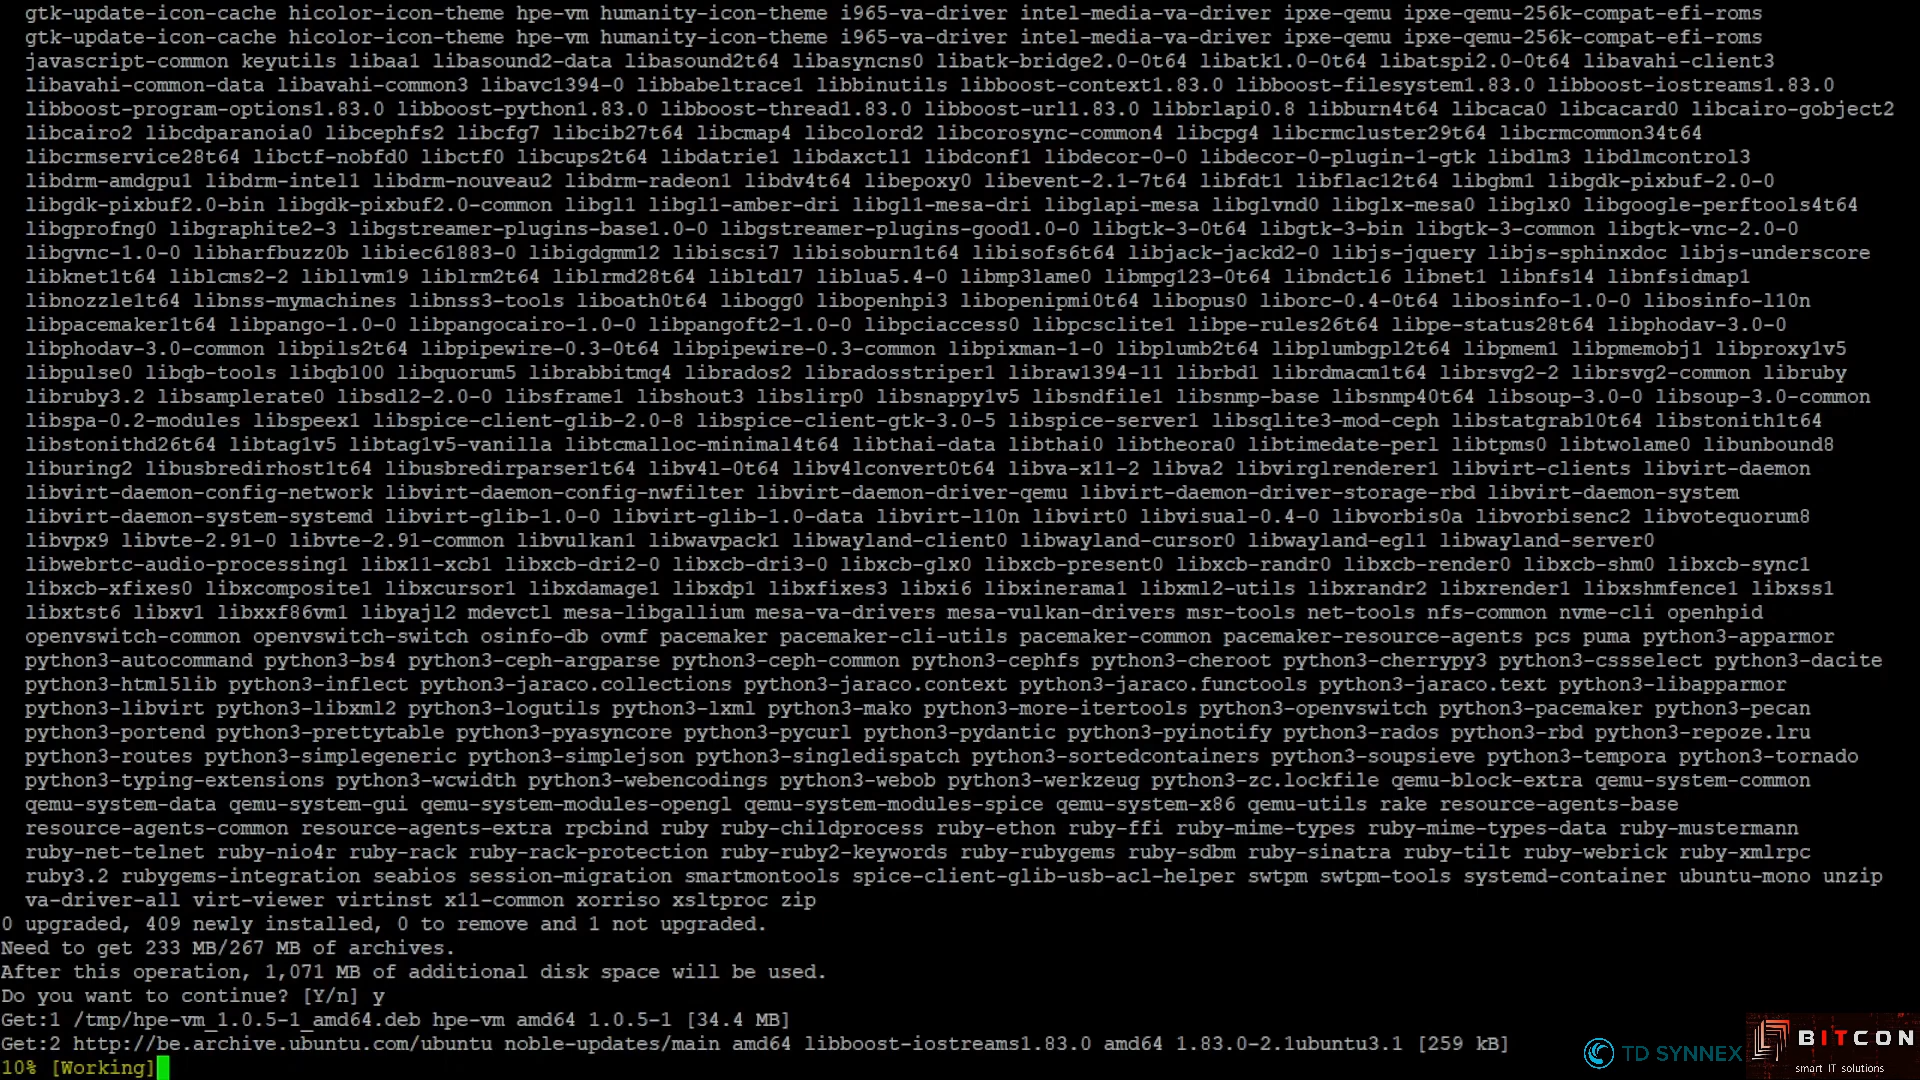 gtk-update-icon-cache hicolor-icon-theme hpe-vm humanity-icon-theme i965-va-driver intel-media-va-driver ipxe-qemu ipxe-qemu-256k-compat-efi-roms
gtk-update-icon-cache hicolor-icon-theme hpe-vm humanity-icon-theme i965-va-driver intel-media-va-driver ipxe-qemu ipxe-qemu-256k-compat-efi-roms
javascript-common keyutils libaa1 libasound2-data libasound2t64 libasyncns0 libatk-bridge2.0-0t64 libatk1.0-0t64 libatspi2.0-0t64 libavahi-client3
libavahi-common-data libavahi-common3 libavc1394-0 libbabeltrace1 libbinutils libboost-context1.83.0 libboost-filesystem1.83.0 libboost-iostreams1.83.0
libboost-program-options1.83.0 libboost-python1.83.0 libboost-thread1.83.0 libboost-url1.83.0 libbrlapi0.8 libburn4t64 libcaca0 libcacard0 libcairo-gobject2
libcairo2 libcdparanoia0 libcephfs2 libcfg7 libcib27t64 libcmap4 libcolord2 libcorosync-common4 libcpg4 libcrmcluster29t64 libcrmcommon34t64
libcrmservice28t64 libctf-nobfd0 libctf0 libcups2t64 libdatrie1 libdaxctl1 libdconf1 libdecor-0-0 libdecor-0-plugin-1-gtk libdlm3 libdlmcontrol3
libdrm-amdgpu1 libdrm-intel1 libdrm-nouveau2 libdrm-radeon1 libdv4t64 libepoxy0 libevent-2.1-7t64 libfdt1 libflac12t64 libgbm1 libgdk-pixbuf-2.0-0
libgdk-pixbuf2.0-bin libgdk-pixbuf2.0-common libgl1 libgl1-amber-dri libgl1-mesa-dri libglapi-mesa libglvnd0 libglx-mesa0 libglx0 libgoogle-perftools4t64
libgprofng0 libgraphite2-3 libgstreamer-plugins-base1.0-0 libgstreamer-plugins-good1.0-0 libgtk-3-0t64 libgtk-3-bin libgtk-3-common libgtk-vnc-2.0-0
libgvnc-1.0-0 libharfbuzz0b libiec61883-0 libigdgmm12 libiscsi7 libisoburn1t64 libisofs6t64 libjack-jackd2-0 libjs-jquery libjs-sphinxdoc libjs-underscore
libknet1t64 liblcms2-2 libllvm19 liblrm2t64 liblrmd28t64 libltdl7 liblua5.4-0 libmp3lame0 libmpg123-0t64 libndctl6 libnet1 libnfs14 libnfsidmap1
libnozzle1t64 libnss-mymachines libnss3-tools liboath0t64 libogg0 libopenhpi3 libopenipmi0t64 libopus0 liborc-0.4-0t64 libosinfo-1.0-0 libosinfo-l10n
libpacemaker1t64 libpango-1.0-0 libpangocairo-1.0-0 libpangoft2-1.0-0 libpciaccess0 libpcsclite1 libpe-rules26t64 libpe-status28t64 libphodav-3.0-0
libphodav-3.0-common libpils2t64 libpipewire-0.3-0t64 libpipewire-0.3-common libpixman-1-0 libplumb2t64 libplumbgpl2t64 libpmem1 libpmemobj1 libproxy1v5
libpulse0 libqb-tools libqb100 libquorum5 librabbitmq4 librados2 libradosstriper1 libraw1394-11 librbd1 librdmacm1t64 librsvg2-2 librsvg2-common libruby
libruby3.2 libsamplerate0 libsdl2-2.0-0 libsframe1 libshout3 libslirp0 libsnappy1v5 libsndfile1 libsnmp-base libsnmp40t64 libsoup-3.0-0 libsoup-3.0-common
libspa-0.2-modules libspeex1 libspice-client-glib-2.0-8 libspice-client-gtk-3.0-5 libspice-server1 libsqlite3-mod-ceph libstatgrab10t64 libstonith1t64
libstonithd26t64 libtag1v5 libtag1v5-vanilla libtcmalloc-minimal4t64 libthai-data libthai0 libtheora0 libtimedate-perl libtpms0 libtwolame0 libunbound8
liburing2 libusbredirhost1t64 libusbredirparser1t64 libv4l-0t64 libv4lconvert0t64 libva-x11-2 libva2 libvirglrenderer1 libvirt-clients libvirt-daemon
libvirt-daemon-config-network libvirt-daemon-config-nwfilter libvirt-daemon-driver-qemu libvirt-daemon-driver-storage-rbd libvirt-daemon-system
libvirt-daemon-system-systemd libvirt-glib-1.0-0 libvirt-glib-1.0-data libvirt-l10n libvirt0 libvisual-0.4-0 libvorbis0a libvorbisenc2 libvotequorum8
libvpx9 libvte-2.91-0 libvte-2.91-common libvulkan1 libwavpack1 libwayland-client0 libwayland-cursor0 libwayland-egl1 libwayland-server0
libwebrtc-audio-processing1 libx11-xcb1 libxcb-dri2-0 libxcb-dri3-0 libxcb-glx0 libxcb-present0 libxcb-randr0 libxcb-render0 libxcb-shm0 libxcb-sync1
libxcb-xfixes0 libxcomposite1 libxcursor1 libxdamage1 libxdp1 libxfixes3 libxi6 libxinerama1 libxml2-utils libxrandr2 libxrender1 libxshmfence1 libxss1
libxtst6 libxv1 libxxf86vm1 libyajl2 mdevctl mesa-libgallium mesa-va-drivers mesa-vulkan-drivers msr-tools net-tools nfs-common nvme-cli openhpid
openvswitch-common openvswitch-switch osinfo-db ovmf pacemaker pacemaker-cli-utils pacemaker-common pacemaker-resource-agents pcs puma python3-apparmor
python3-autocommand python3-bs4 python3-ceph-argparse python3-ceph-common python3-cephfs python3-cheroot python3-cherrypy3 python3-cssselect python3-dacite
python3-html5lib python3-inflect python3-jaraco.collections python3-jaraco.context python3-jaraco.functools python3-jaraco.text python3-libapparmor
python3-libvirt python3-libxml2 python3-logutils python3-lxml python3-mako python3-more-itertools python3-openvswitch python3-pacemaker python3-pecan
python3-portend python3-prettytable python3-pyasyncore python3-pycurl python3-pydantic python3-pyinotify python3-rados python3-rbd python3-repoze.lru
python3-routes python3-simplegeneric python3-simplejson python3-singledispatch python3-sortedcontainers python3-soupsieve python3-tempora python3-tornado
python3-typing-extensions python3-wcwidth python3-webencodings python3-webob python3-werkzeug python3-zc.lockfile qemu-block-extra qemu-system-common
qemu-system-data qemu-system-gui qemu-system-modules-opengl qemu-system-modules-spice qemu-system-x86 qemu-utils rake resource-agents-base
resource-agents-common resource-agents-extra rpcbind ruby ruby-childprocess ruby-ethon ruby-ffi ruby-mime-types ruby-mime-types-data ruby-mustermann
ruby-net-telnet ruby-nio4r ruby-rack ruby-rack-protection ruby-ruby2-keywords ruby-rubygems ruby-sdbm ruby-sinatra ruby-tilt ruby-webrick ruby-xmlrpc
ruby3.2 rubygems-integration seabios session-migration smartmontools spice-client-glib-usb-acl-helper swtpm swtpm-tools systemd-container ubuntu-mono unzip
va-driver-all virt-viewer virtinst x11-common xorriso xsltproc zip
0 upgraded, 409 newly installed, 0 to remove and 1 not upgraded.
Need to get 233 MB/267 MB of archives.
After this operation, 1,071 MB of additional disk space will be used.
Do you want to continue? [Y/n] y
Get:1 /tmp/hpe-vm_1.0.5-1_amd64.deb hpe-vm amd64 1.0.5-1 [34.4 MB]
Get:2 http://be.archive.ubuntu.com/ubuntu noble-updates/main amd64 libboost-iostreams1.83.0 amd64 1.83.0-2.1ubuntu3.1 [259 kB]
10% [Working]
TD SYNNEX
BITCON
smart IT solutions